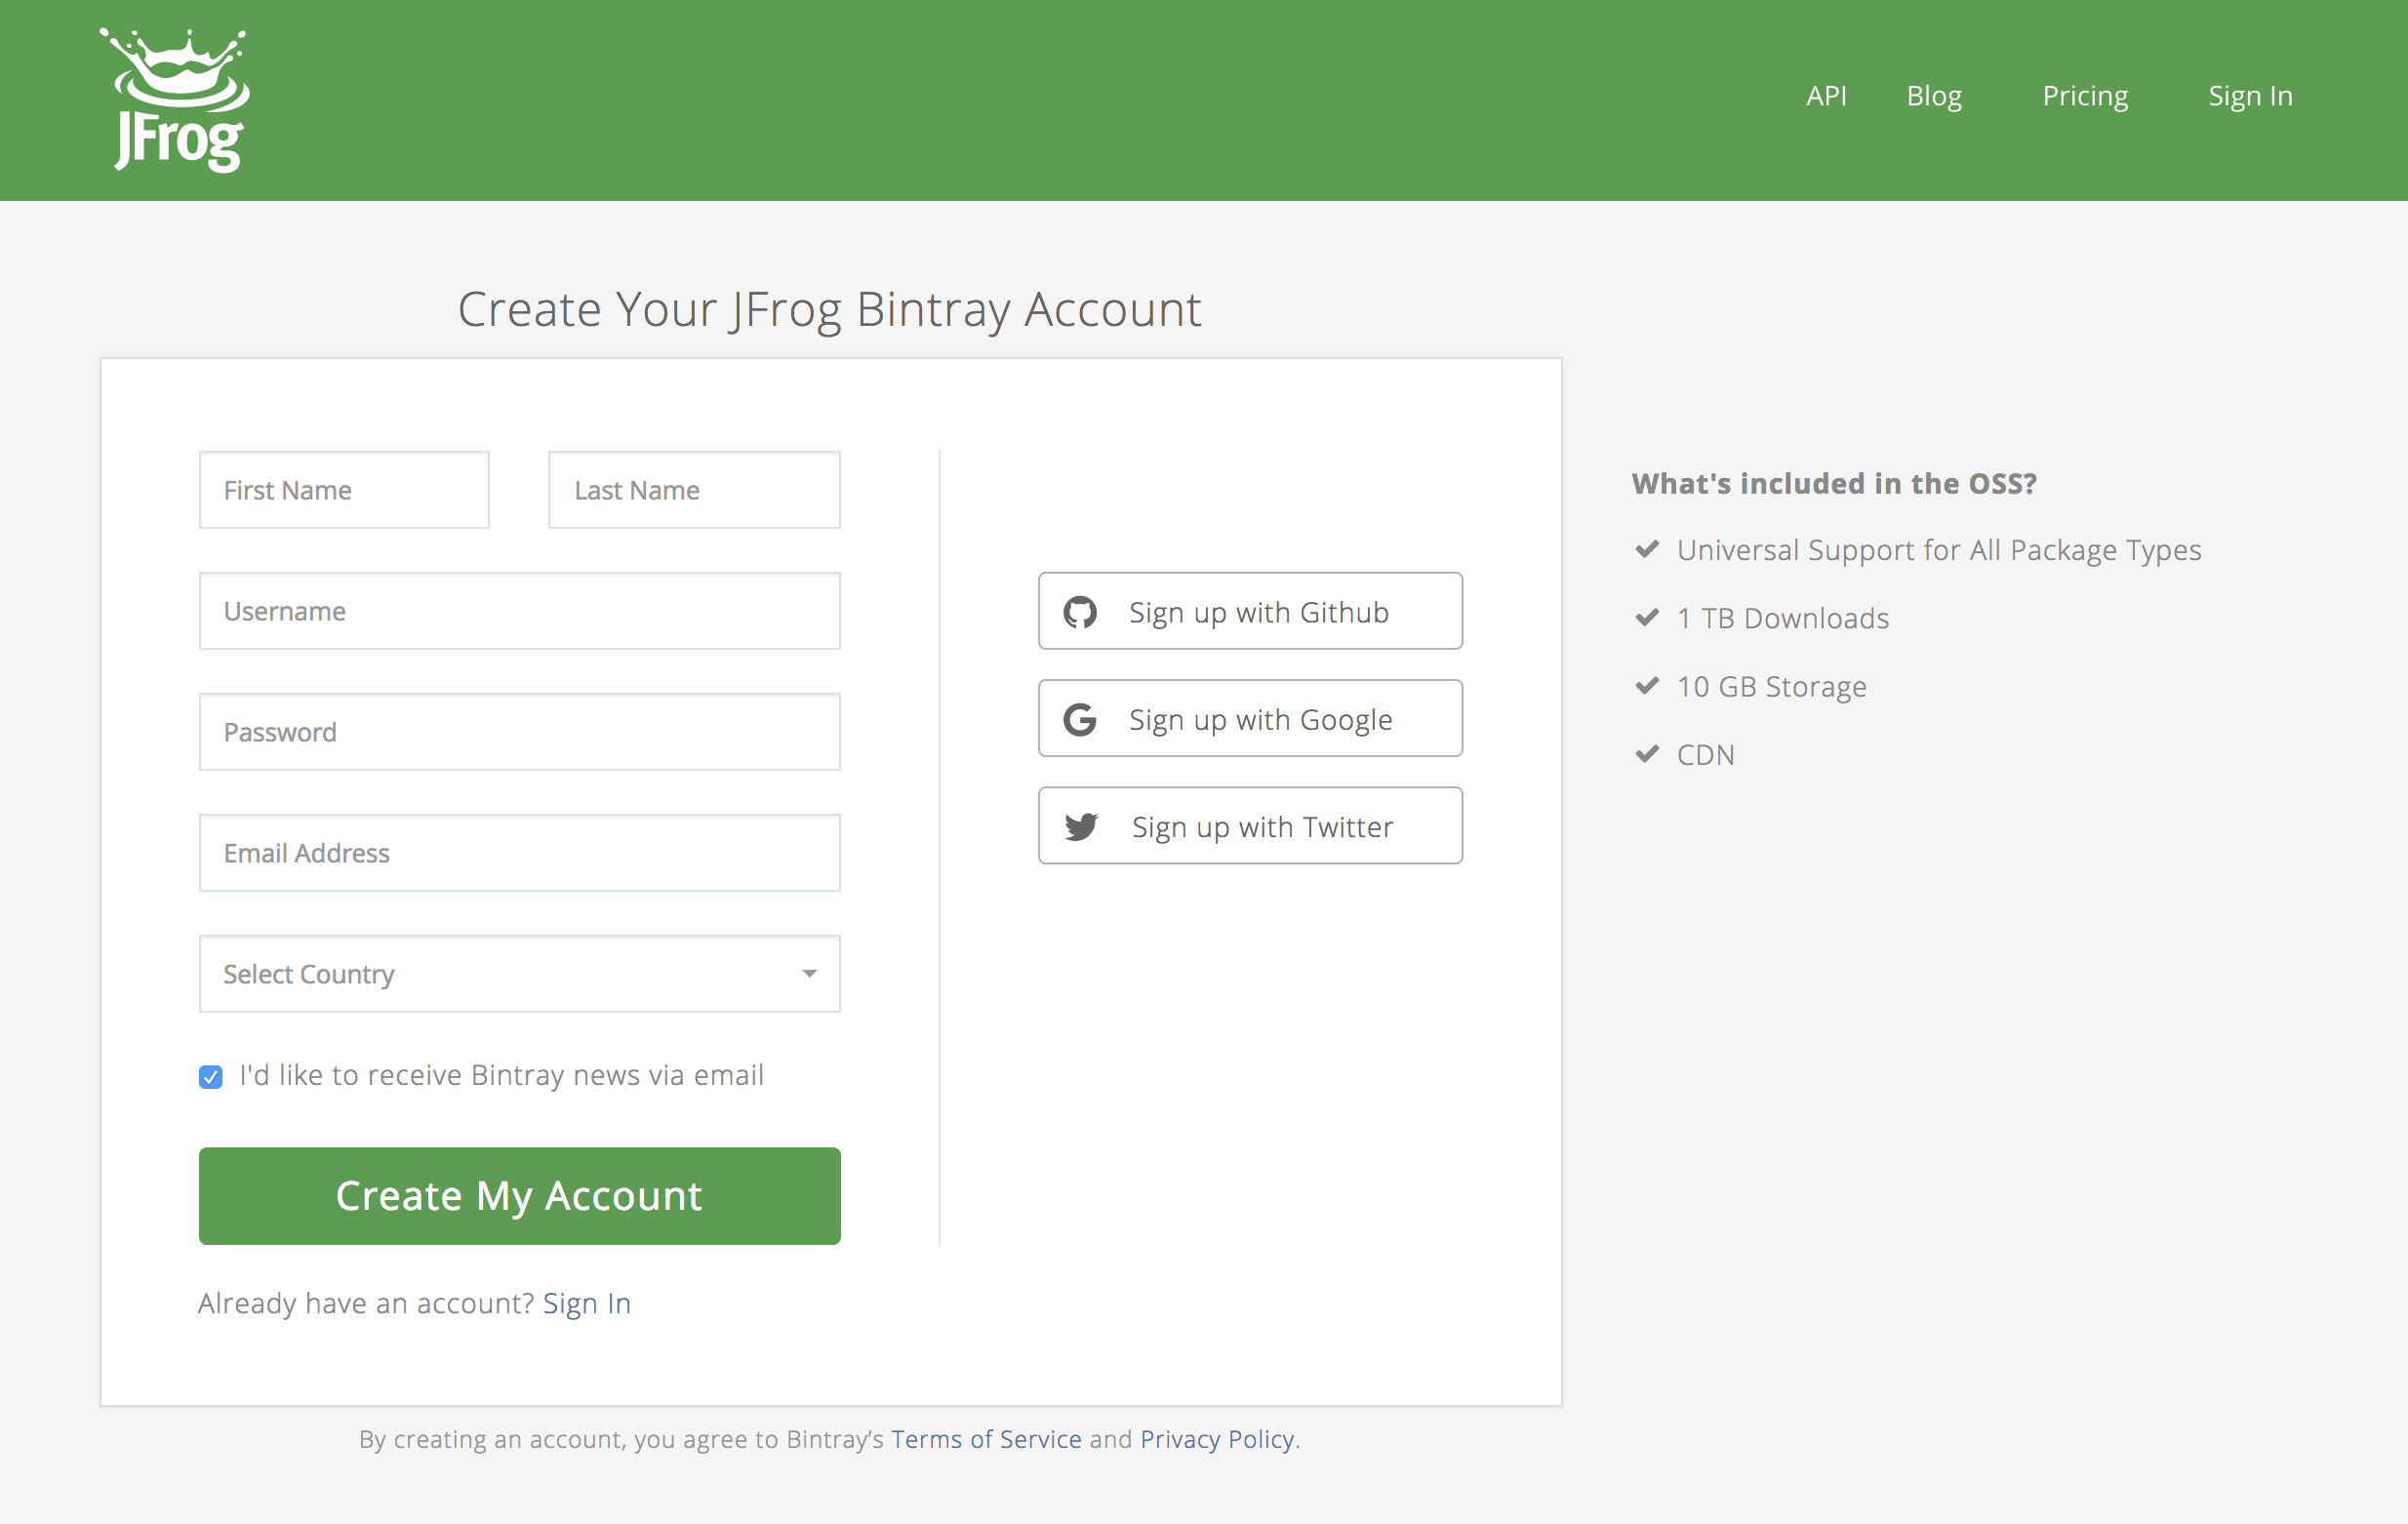 JFrog
API Blog Pricing Sign In
Create Your JFrog Bintray Account
First Name Last Name
Username
Password
Email Address
Select Country
I'd like to receive Bintray news via email
Create My Account
Already have an account? Sign In
Sign up with Github
Sign up with Google
Sign up with Twitter
What's included in the OSS?
Universal Support for All Package Types
1 TB Downloads
10 GB Storage
CDN
By creating an account, you agree to Bintray’s Terms of Service and Privacy Policy.